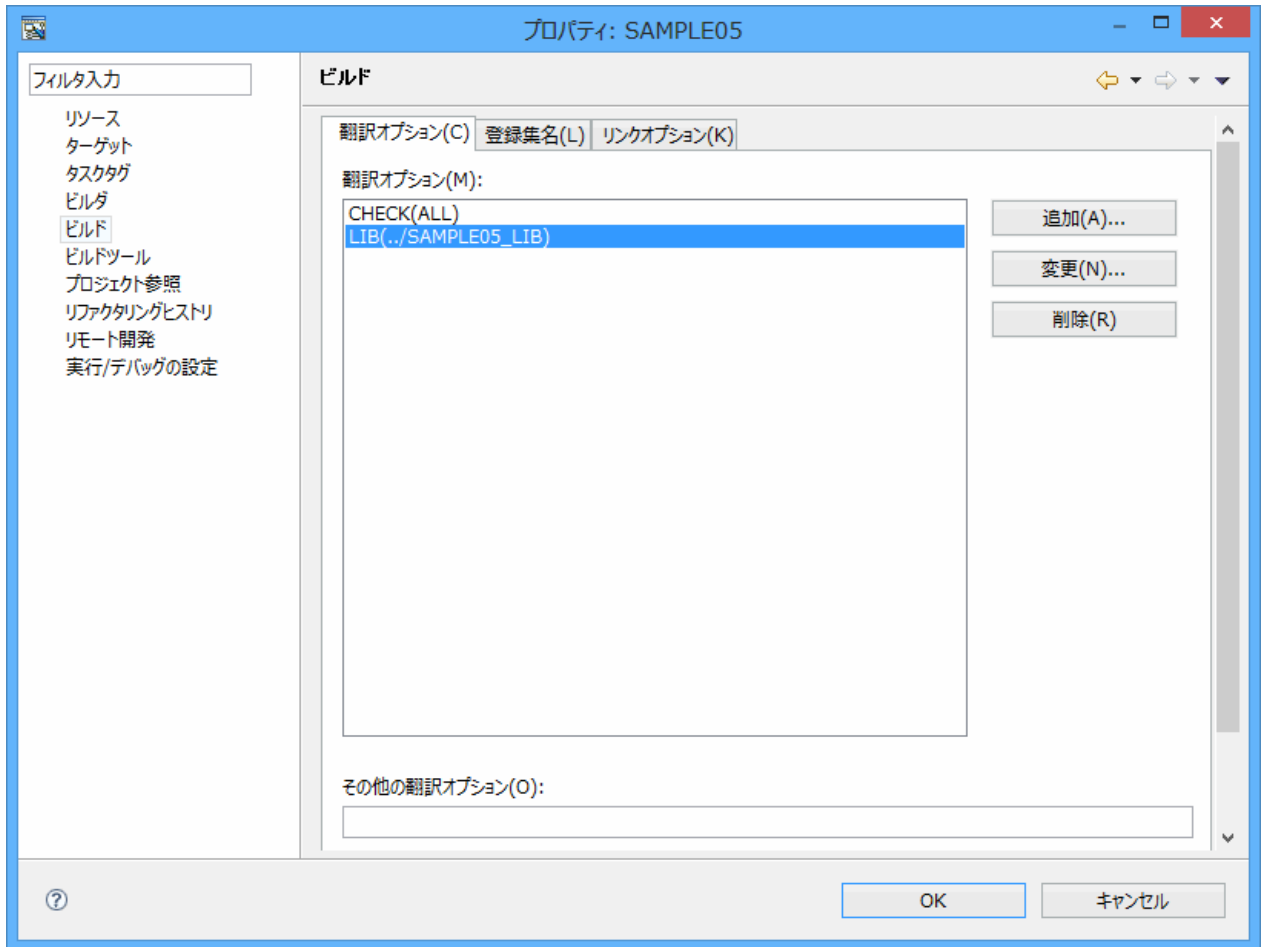 プロパティ: SAMPLE05
フィルタ入力
リソース
ターゲット
タスクタグ
ビルダ
ビルド
ビルドツール
プロジェクト参照
リファクタリングヒストリ
リモート開発
実行/デバッグの設定
ビルド
翻訳オプション(C) 登録集名(L) リンクオプション(K)
翻訳オプション(M):
CHECK(ALL)
LIB(../SAMPLE05_LIB)
追加(A)...
変更(N)...
削除(R)
その他の翻訳オプション(O):
OK キャンセル